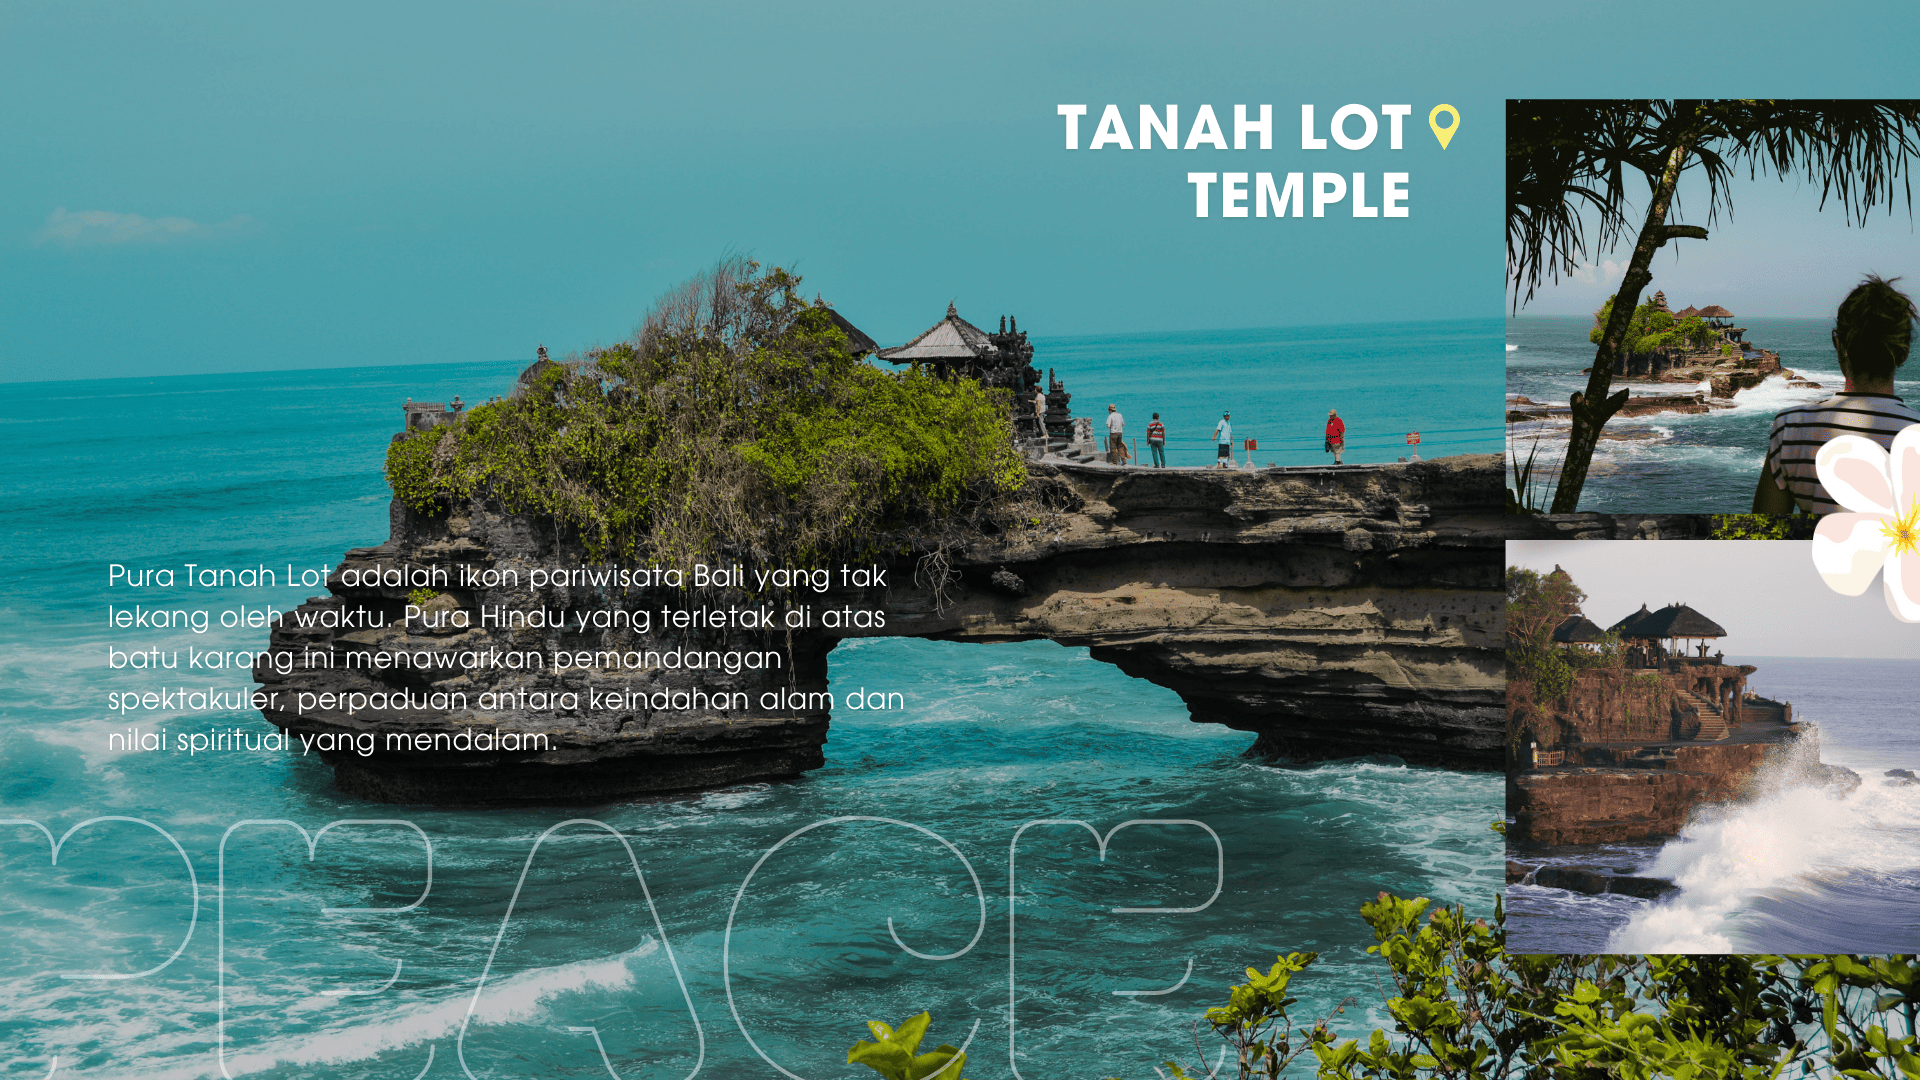 TANAH LOT
TEMPLE
Pura Tanah Lot adalah ikon pariwisata Bali yang tak
lekang oleh waktu. Pura Hindu yang terletak di atas
batu karang ini menawarkan pemandangan
spektakuler, perpaduan antara keindahan alam dan
nilai spiritual yang mendalam.
PEACE